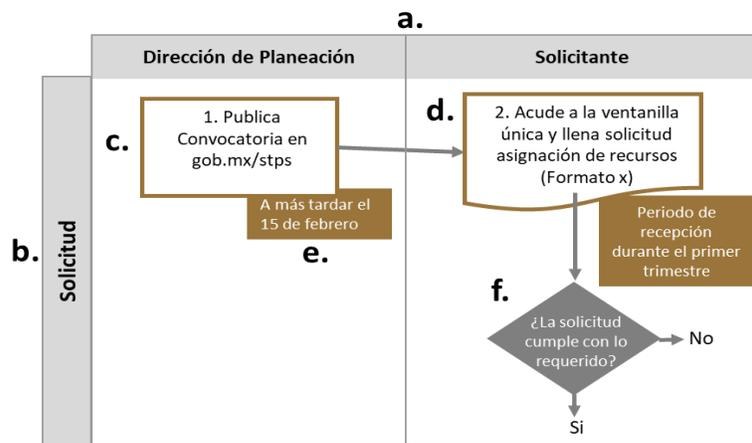 a.
Dirección de Planeación
Solicitante
b.
Solicitud
c.
1. Publica
Convocatoria en
gob.mx/stps
A más tardar el
15 de febrero
e.
d.
2. Acude a la ventanilla
única y llena solicitud
asignación de recursos
(Formato x)
Periodo de
recepción
durante el primer
trimestre
f.
¿La solicitud
cumple con lo
requerido?
No
Si